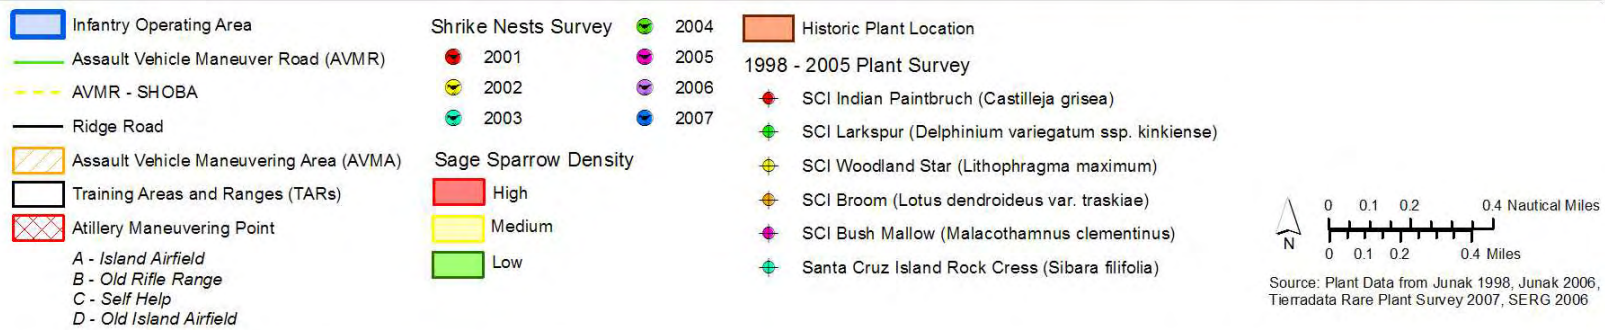 Infantry Operating Area
Assault Vehicle Maneuver Road (AVMR)
AVMR - SHOBA
Ridge Road
Assault Vehicle Maneuvering Area (AVMA)
Training Areas and Ranges (TARs)
Atillery Maneuvering Point
A - Island Airfield
B - Old Rifle Range
C - Self Help
D - Old Island Airfield
Shrike Nests Survey
2001
2002
2003
2004
2005
2006
2007
Sage Sparrow Density
High
Medium
Low
Historic Plant Location
1998 - 2005 Plant Survey
SCI Indian Paintbruch (Castilleja grisea)
SCI Larkspur (Delphinium variegatum ssp. kinkiense)
SCI Woodland Star (Lithophragma maximum)
SCI Broom (Lotus dendroideus var. traskiae)
SCI Bush Mallow (Malacothamnus clementinus)
Santa Cruz Island Rock Cress (Sibara filifolia)
N
0 0.1 0.2 0.4 Nautical Miles
0 0.1 0.2 0.4 Miles
Source: Plant Data from Junak 1998, Junak 2006,
Tierradata Rare Plant Survey 2007, SERG 2006